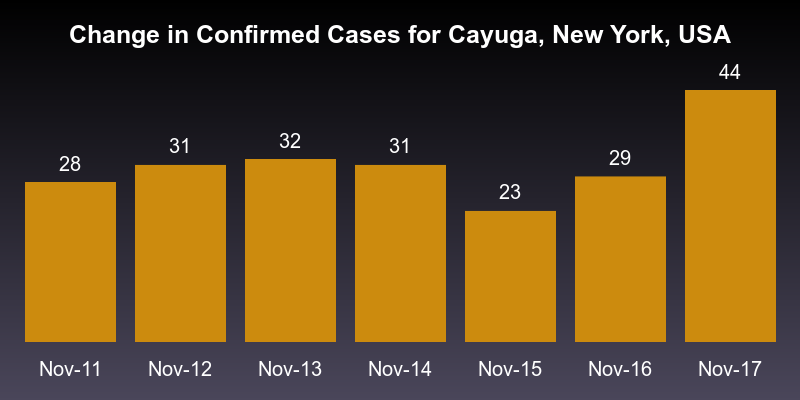 Change in Confirmed Cases for Cayuga, New York, USA
28 31 32 31 23 29 44
Nov-11 Nov-12 Nov-13 Nov-14 Nov-15 Nov-16 Nov-17